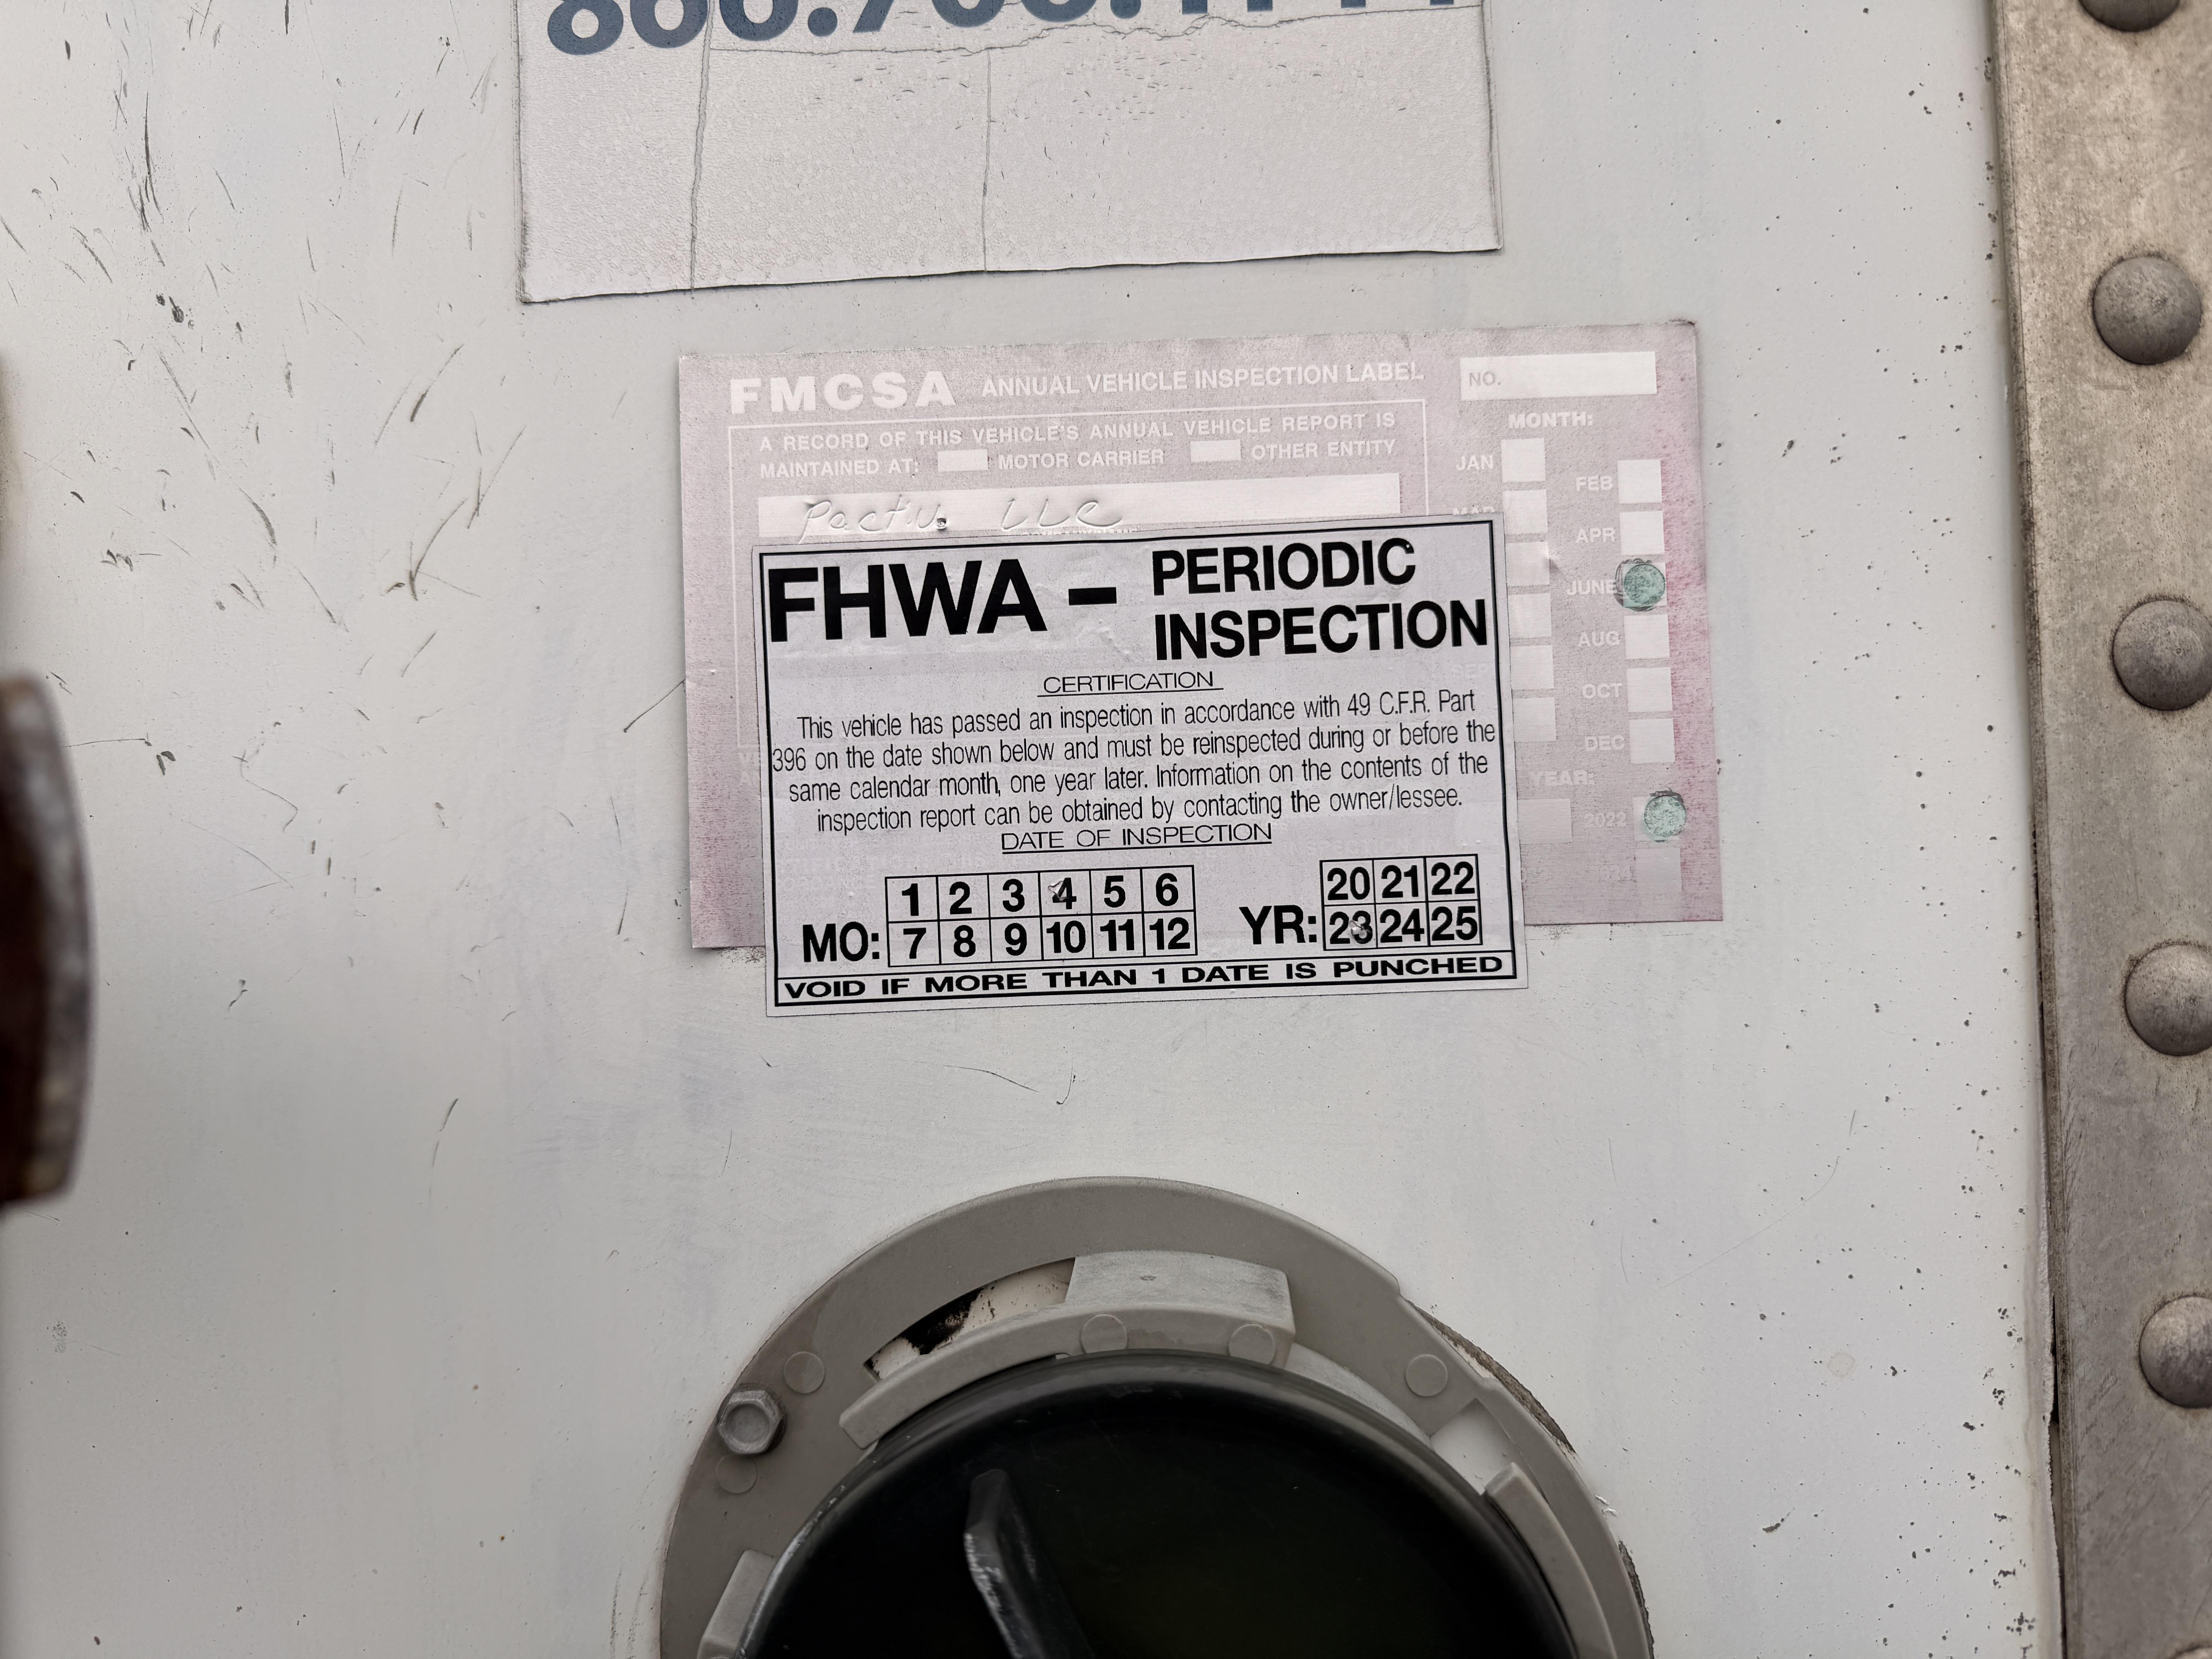 FMCSA ANNUAL VEHICLE INSPECTION LABEL
NO.
A RECORD OF THIS VEHICLE'S ANNUAL VEHICLE REPORT IS
MAINTAINED AT: MOTOR CARRIER OTHER ENTITY
LLC
MONTH:
JAN
FEB
MAR
APR
JUNE
AUG
OCT
DEC
YEAR:
2022
FHWA - PERIODIC
INSPECTION
CERTIFICATION
This vehicle has passed an inspection in accordance with 49 C.F.R. Part
396 on the date shown below and must be reinspected during or before the
same calendar month, one year later. Information on the contents of the
inspection report can be obtained by contacting the owner/lessee.
DATE OF INSPECTION
MO: 1 2 3 4 5 6
7 8 9 10 11 12
YR: 20 21 22
23 24 25
VOID IF MORE THAN 1 DATE IS PUNCHED